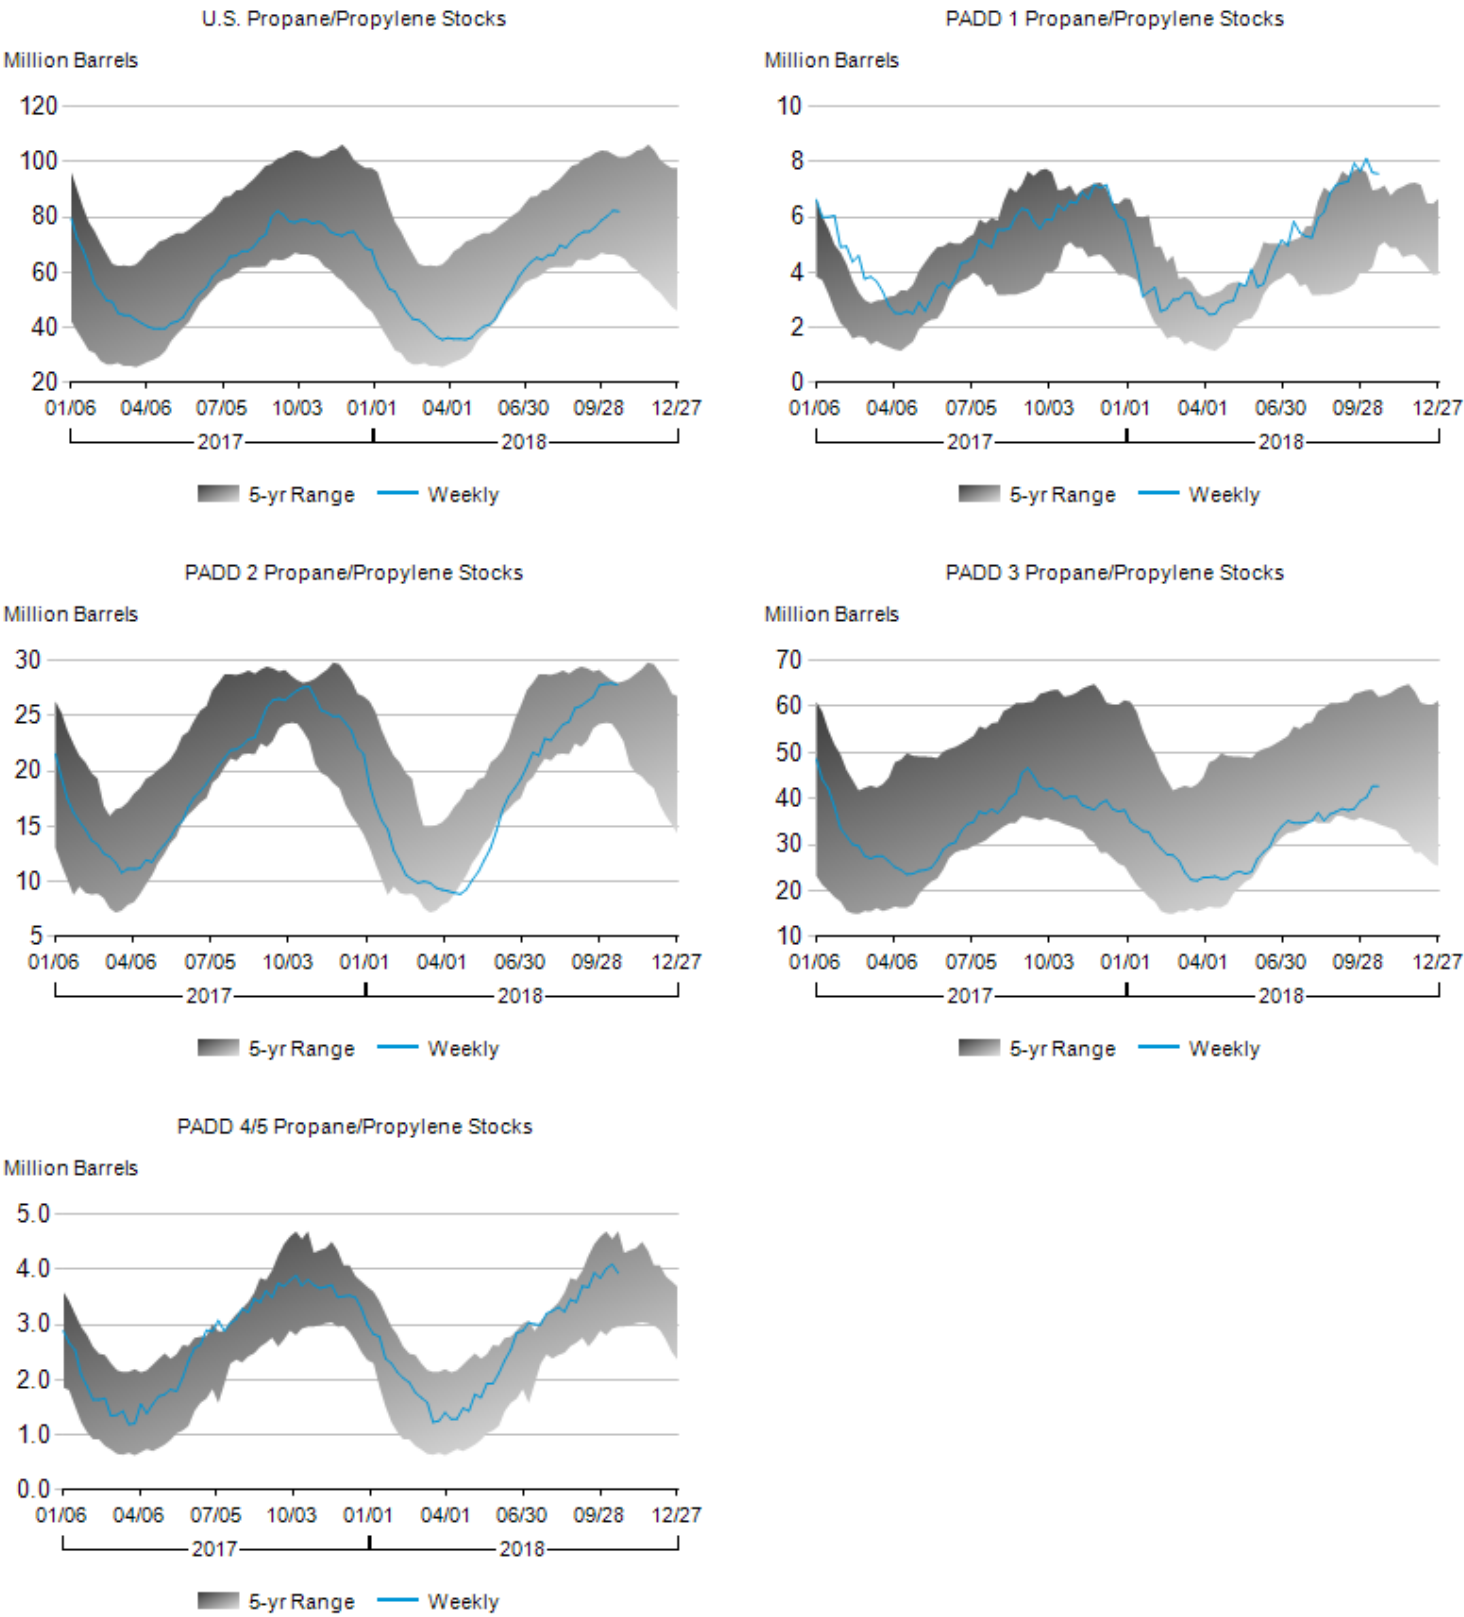 U.S. Propane/Propylene Stocks
Million Barrels
120
100
80
60
40
20
01/06 04/06 07/05 10/03 01/01 04/01 06/30 09/28 12/27
2017 2018
5-yr Range Weekly
PADD 1 Propane/Propylene Stocks
Million Barrels
10
8
6
4
2
0
01/06 04/06 07/05 10/03 01/01 04/01 06/30 09/28 12/27
2017 2018
5-yr Range Weekly
PADD 2 Propane/Propylene Stocks
Million Barrels
30
25
20
15
10
5
01/06 04/06 07/05 10/03 01/01 04/01 06/30 09/28 12/27
2017 2018
5-yr Range Weekly
PADD 3 Propane/Propylene Stocks
Million Barrels
70
60
50
40
30
20
10
01/06 04/06 07/05 10/03 01/01 04/01 06/30 09/28 12/27
2017 2018
5-yr Range Weekly
PADD 4/5 Propane/Propylene Stocks
Million Barrels
5.0
4.0
3.0
2.0
1.0
0.0
01/06 04/06 07/05 10/03 01/01 04/01 06/30 09/28 12/27
2017 2018
5-yr Range Weekly